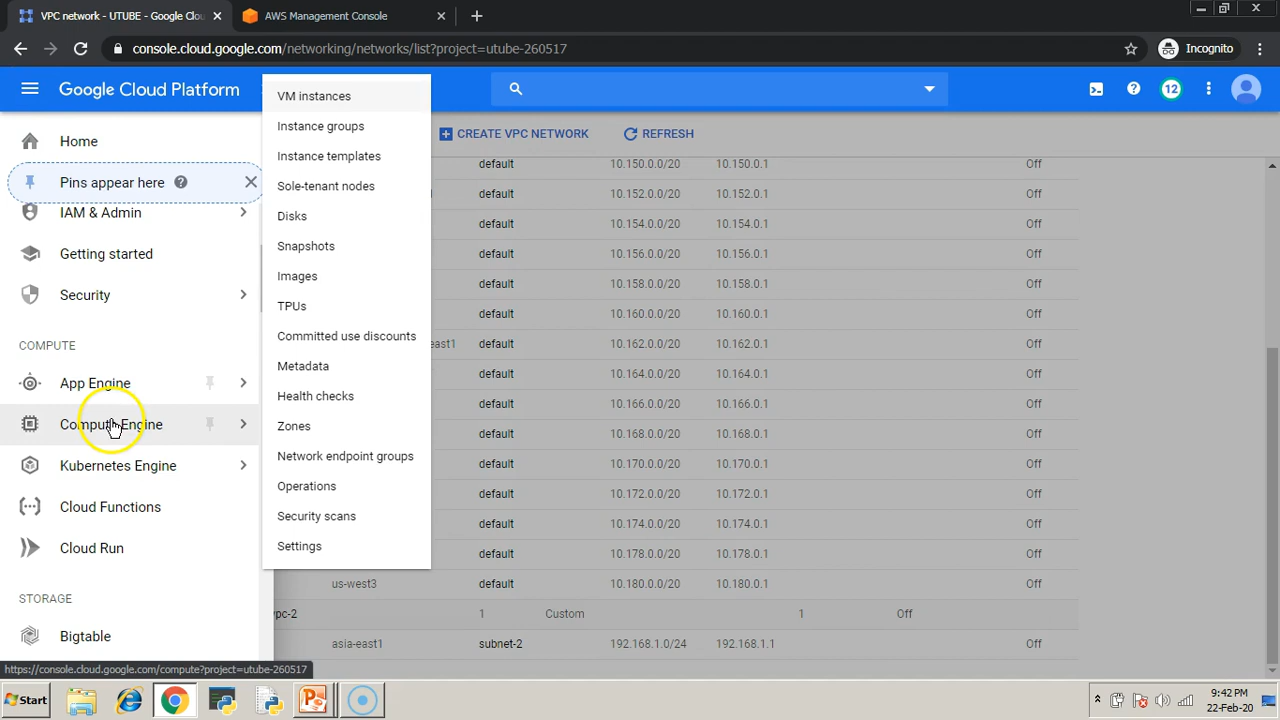 VPC network - UTUBE - Google Clou
AWS Management Console
console.cloud.google.com/networking/networks/list?project=utube-260517
Incognito
Google Cloud Platform
12
VM instances
Instance groups
Instance templates
Sole-tenant nodes
Disks
Snapshots
Images
TPUs
Committed use discounts
Metadata
Health checks
Zones
Network endpoint groups
Operations
Security scans
Settings
Home
Pins appear here
IAM & Admin
Getting started
Security
COMPUTE
App Engine
Compute Engine
Kubernetes Engine
Cloud Functions
Cloud Run
STORAGE
Bigtable
https://console.cloud.google.com/compute?project=utube-260517
CREATE VPC NETWORK
REFRESH
default 10.150.0.0/20 10.150.0.1 Off
default 10.152.0.0/20 10.152.0.1 Off
default 10.154.0.0/20 10.154.0.1 Off
default 10.156.0.0/20 10.156.0.1 Off
default 10.158.0.0/20 10.158.0.1 Off
default 10.160.0.0/20 10.160.0.1 Off
east1 default 10.162.0.0/20 10.162.0.1 Off
default 10.164.0.0/20 10.164.0.1 Off
default 10.166.0.0/20 10.166.0.1 Off
default 10.168.0.0/20 10.168.0.1 Off
default 10.170.0.0/20 10.170.0.1 Off
default 10.172.0.0/20 10.172.0.1 Off
default 10.174.0.0/20 10.174.0.1 Off
default 10.178.0.0/20 10.178.0.1 Off
us-west3 default 10.180.0.0/20 10.180.0.1 Off
vpc-2 1 Custom 1 Off
asia-east1 subnet-2 192.168.1.0/24 192.168.1.1 Off
Start
9:42 PM
22-Feb-20